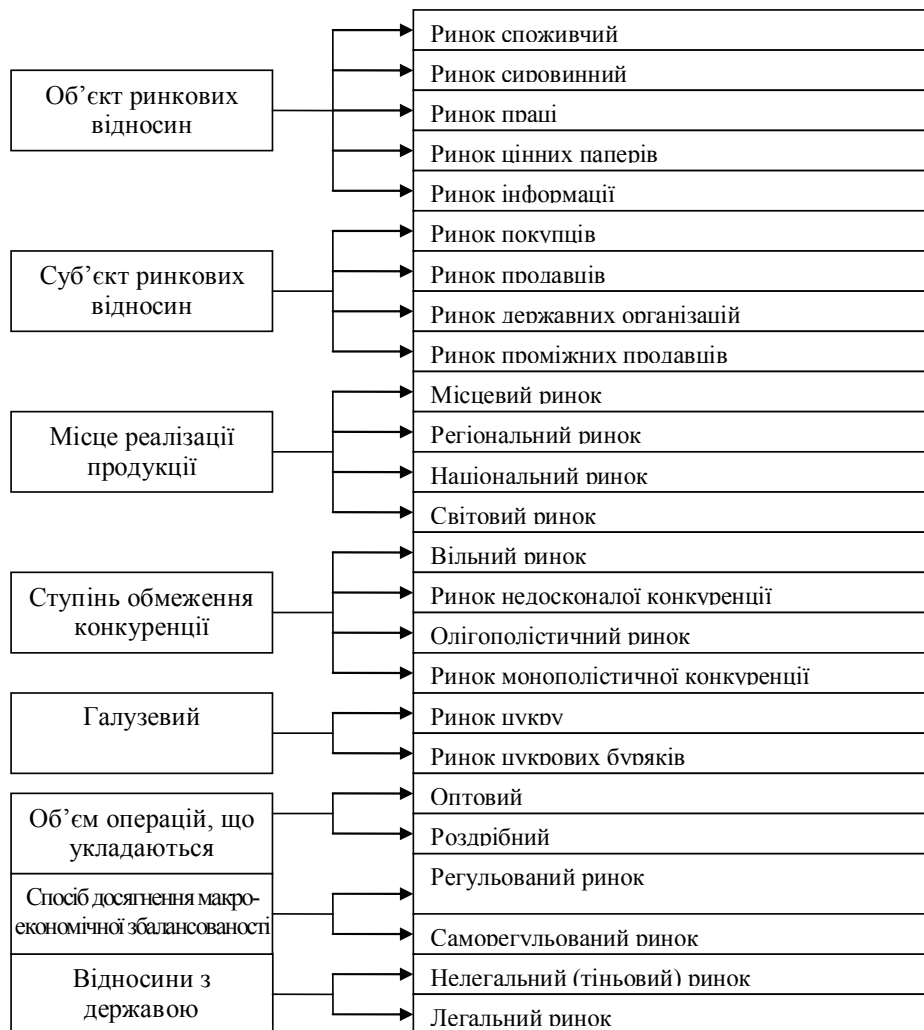 Об’єкт ринкових
відносин
Ринок споживчий
Ринок сировинний
Ринок праці
Ринок цінних паперів
Ринок інформації
Суб’єкт ринкових
відносин
Ринок покупців
Ринок продавців
Ринок державних організацій
Ринок проміжних продавців
Місце реалізації
продукції
Місцевий ринок
Регіональний ринок
Національний ринок
Світовий ринок
Ступінь обмеження
конкуренції
Вільний ринок
Ринок недосконалої конкуренції
Олігополістичний ринок
Ринок монополістичної конкуренції
Галузевий
Ринок цукру
Ринок цукрових буряків
Об’єм операцій, що
укладаються
Оптовий
Роздрібний
Спосіб досягнення макро-
економічної збалансованості
Регульований ринок
Саморегульований ринок
Відносини з
державою
Нелегальний (тіньовий) ринок
Легальний ринок